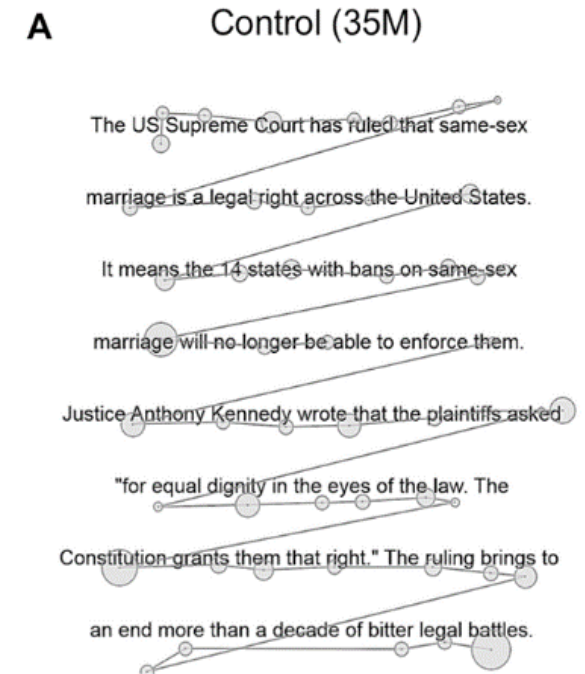 A
Control (35M)
The US Supreme Court has ruled that same-sex
marriage is a legal right across the United States.
It means the 14 states with bans on same-sex
marriage will no longer be able to enforce them.
Justice Anthony Kennedy wrote that the plaintiffs asked
"for equal dignity in the eyes of the law. The
Constitution grants them that right." The ruling brings to
an end more than a decade of bitter legal battles.